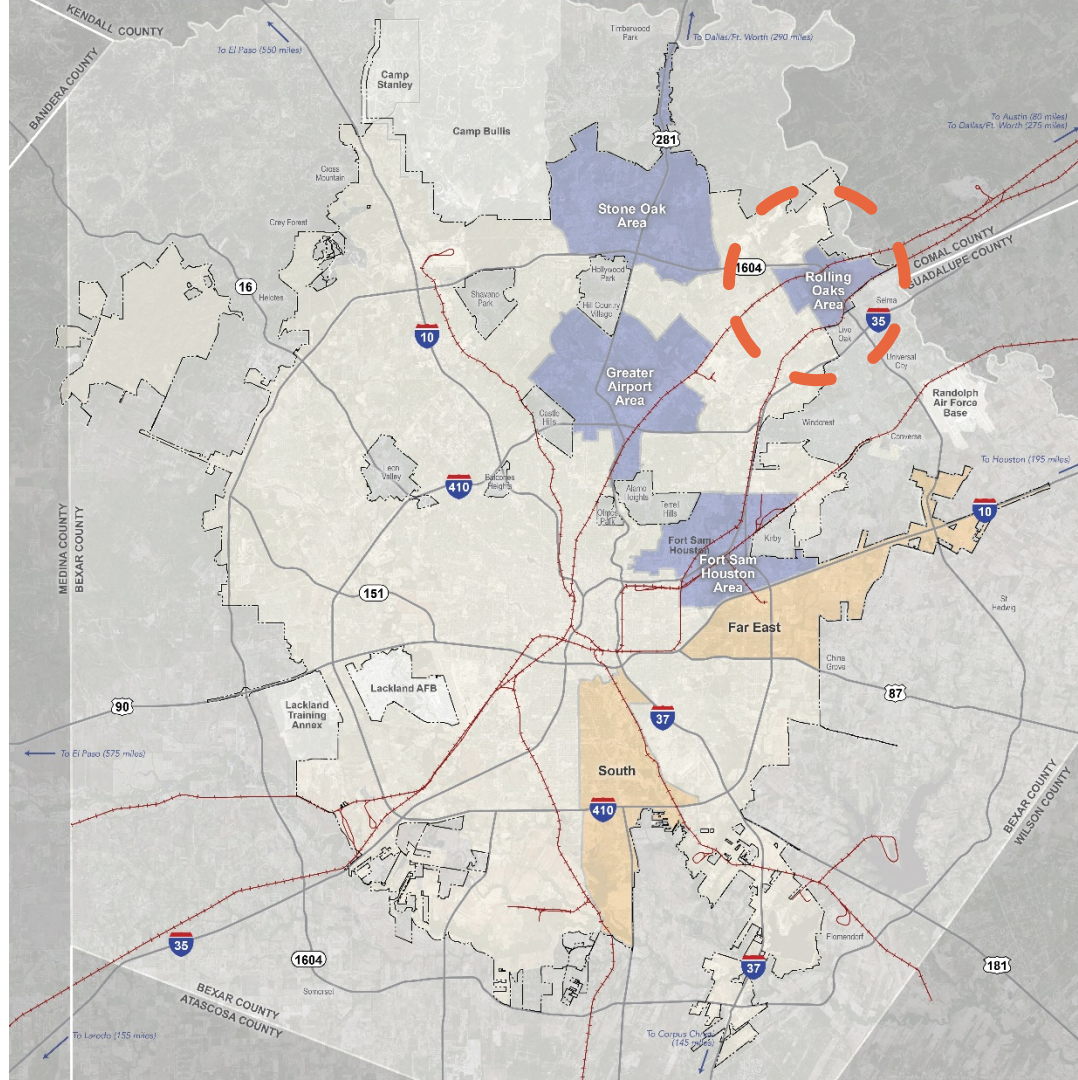 KENDALL COUNTY
BANDERA COUNTY
To El Paso (550 miles)
Timberwood
Park
To Dallas/Ft. Worth (290 miles)
Camp
Stanley
Camp Bullis
281
To Austin (80 miles)
To Dallas/Ft. Worth (275 miles)
Cross
Mountain
Grey Forest
Stone Oak
Area
COMAL COUNTY
GUADALUPE COUNTY
1604
Rolling
Oaks
Area
Hollywood
Park
16
Helotes
Shavano
Park
Hill Country
Village
Selma
35
Live
Oak
10
Universal
City
Greater
Airport
Area
Randolph
Air Force
Base
Castle
Hills
Windcrest
Converse
To Houston (195 miles)
Leon
Valley
410
Balcones
Heights
Alamo
Heights
Terrell
Hills
Olmos
Park
10
Fort Sam
Houston
Kirby
Fort Sam
Houston
Area
MEDINA COUNTY
BEXAR COUNTY
151
St
Hedwig
Far East
China
Grove
Lackland AFB
87
90
Lackland
Training
Annex
37
To El Paso (575 miles)
South
410
BEXAR COUNTY
WILSON COUNTY
35
1604
Elmendorf
37
181
Somerset
BEXAR COUNTY
ATASCOSA COUNTY
To Laredo (155 miles)
To Corpus Christi
(145 miles)